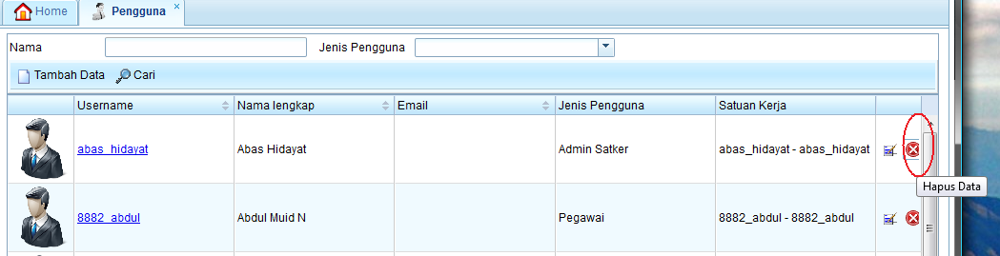 Home Pengguna
Nama Jenis Pengguna
Tambah Data Cari
Username Nama lengkap Email Jenis Pengguna Satuan Kerja
abas_hidayat Abas Hidayat Admin Satker abas_hidayat - abas_hidayat
Hapus Data
8882_abdul Abdul Muid N Pegawai 8882_abdul - 8882_abdul